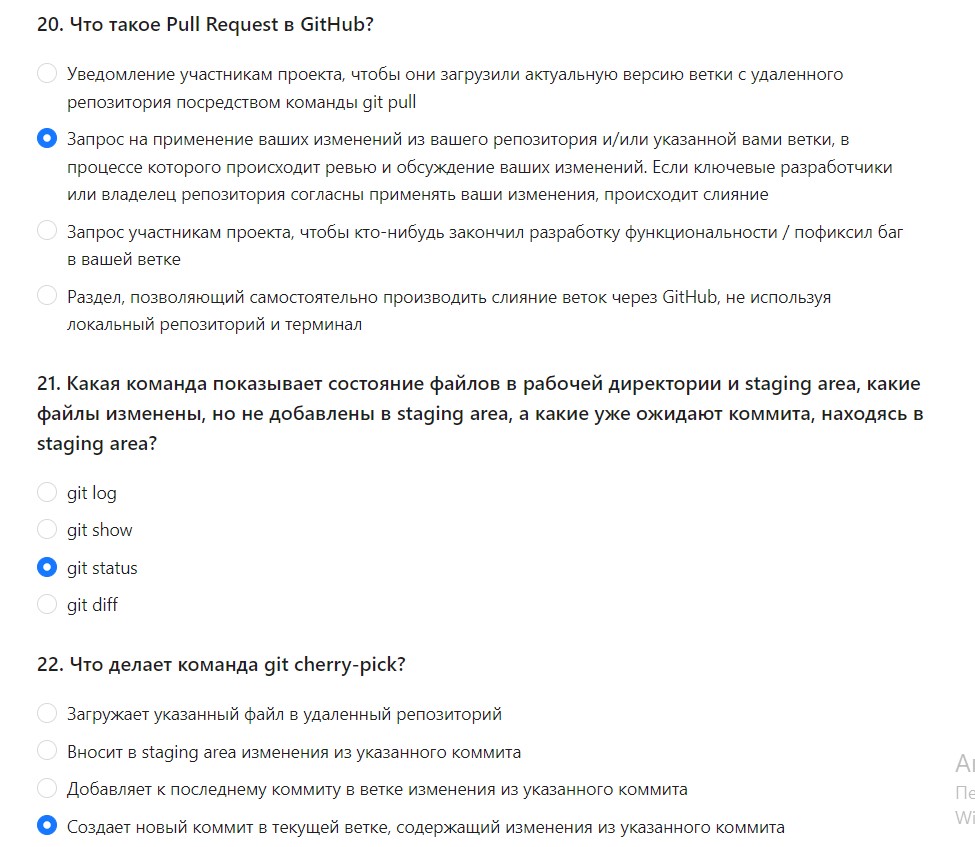 20. Что такое Pull Request в GitHub?
Уведомление участникам проекта, чтобы они загрузили актуальную версию ветки с удаленного
репозитория посредством команды git pull
Запрос на применение ваших изменений из вашего репозитория и/или указанной вами ветки, в
процессе которого происходит ревью и обсуждение ваших изменений. Если ключевые разработчики
или владелец репозитория согласны применять ваши изменения, происходит слияние
Запрос участникам проекта, чтобы кто-нибудь закончил разработку функциональности / пофиксил баг
в вашей ветке
Раздел, позволяющий самостоятельно производить слияние веток через GitHub, не используя
локальный репозиторий и терминал
21. Какая команда показывает состояние файлов в рабочей директории и staging area, какие
файлы изменены, но не добавлены в staging area, а какие уже ожидают коммита, находясь в
staging area?
git log
git show
git status
git diff
22. Что делает команда git cherry-pick?
Загружает указанный файл в удаленный репозиторий
Вносит в staging area изменения из указанного коммита
Добавляет к последнему коммиту в ветке изменения из указанного коммита
Создает новый коммит в текущей ветке, содержащий изменения из указанного коммита